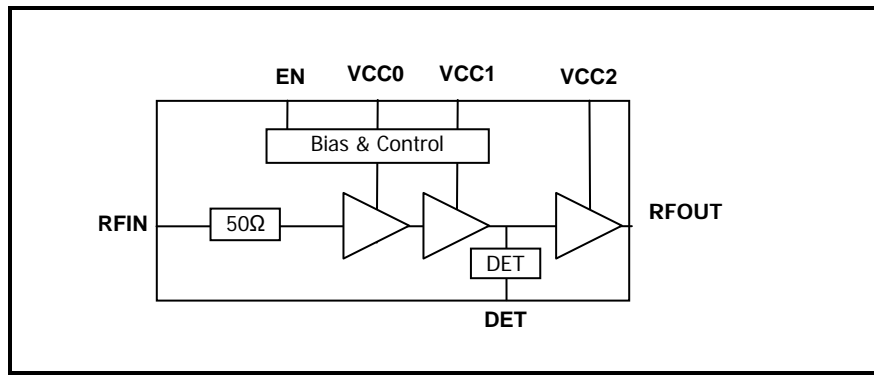 EN
VCC0
VCC1
VCC2
Bias & Control
RFIN
50Ω
RFOUT
DET
DET